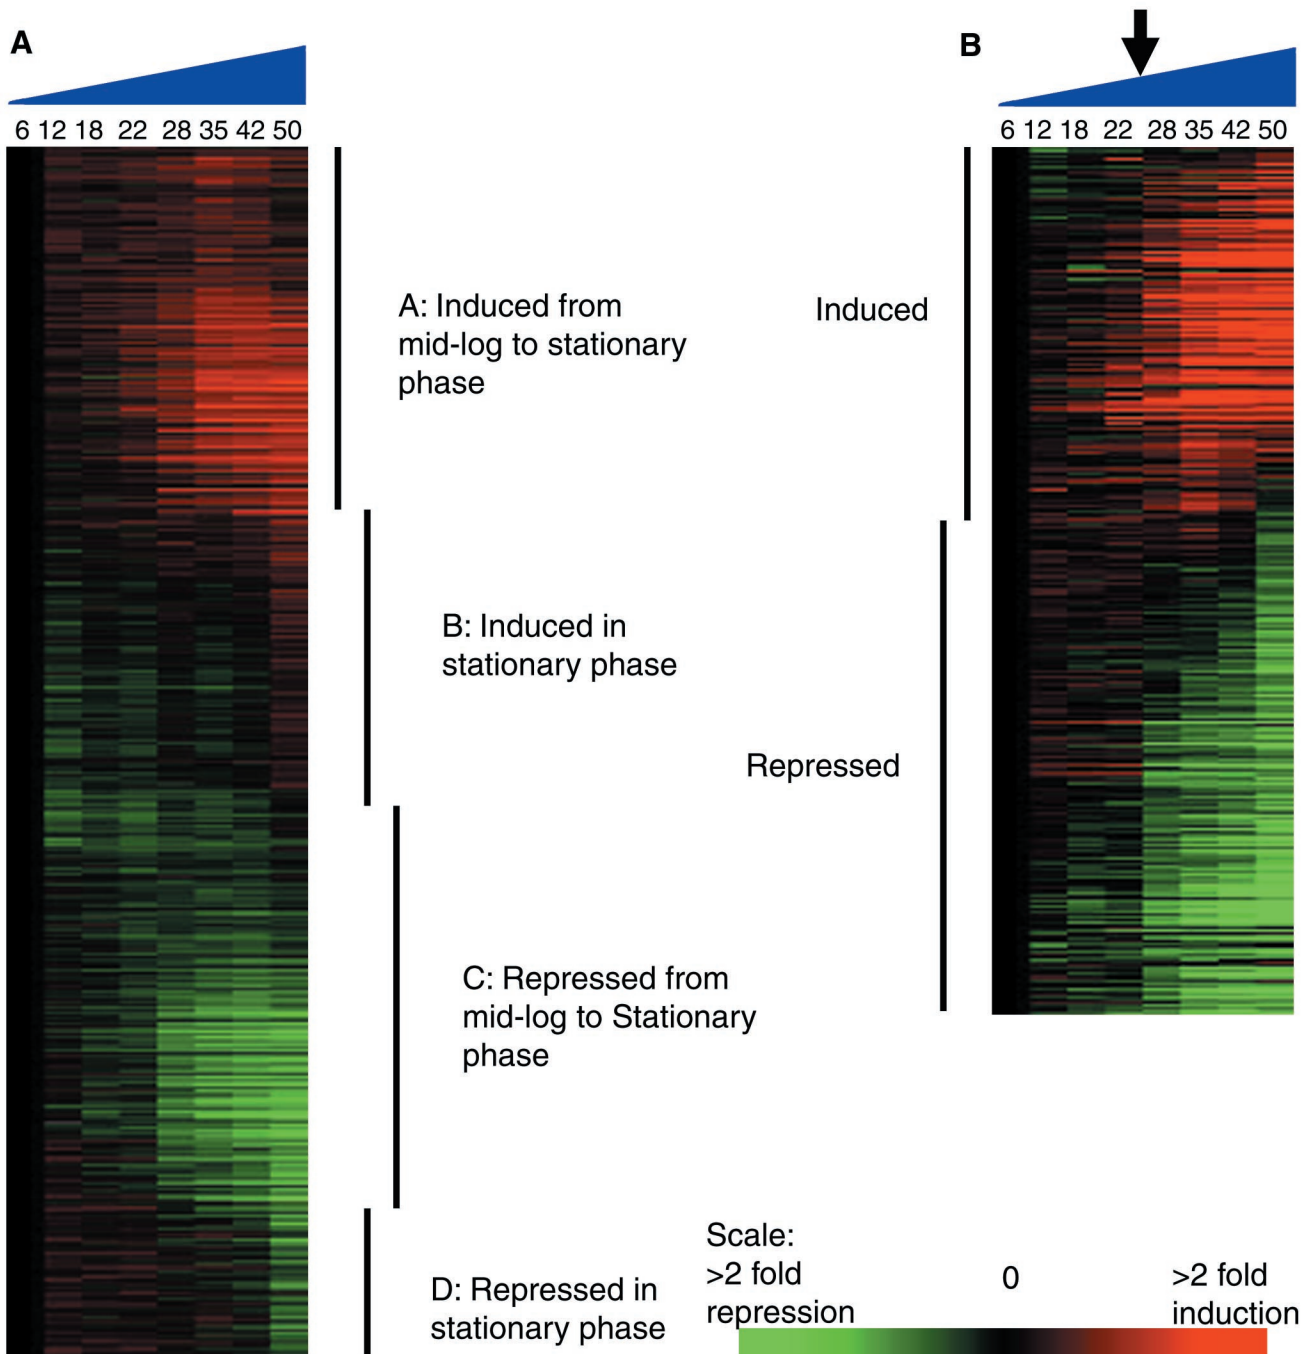 A
6 12 18 22 28 35 42 50
A: Induced from
mid-log to stationary
phase
B: Induced in
stationary phase
C: Repressed from
mid-log to Stationary
phase
D: Repressed in
stationary phase
B
6 12 18 22 28 35 42 50
Induced
Repressed
Scale:
>2 fold
repression
0
>2 fold
induction